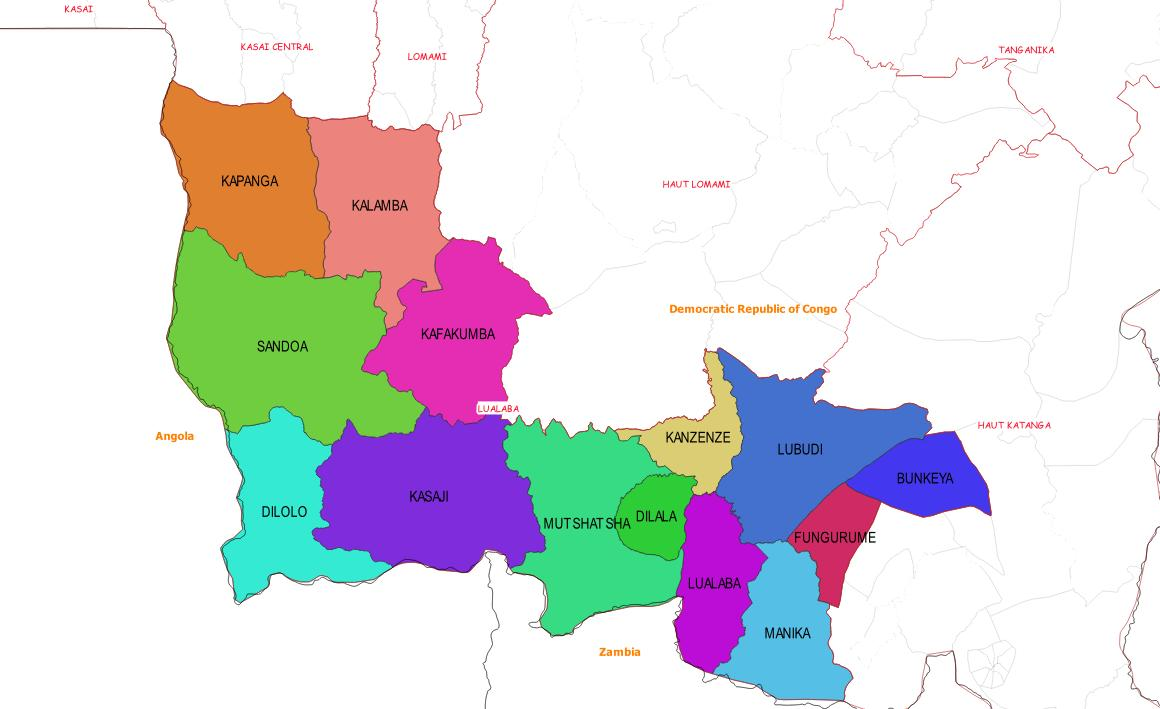 KASAI
KASAI CENTRAL
LOMAMI
TANGANIKA
KAPANGA
KALAMBA
HAUT LOMAMI
Democratic Republic of Congo
KAFAKUMBA
SANDOA
LUALABA
Angola
KANZENZE
LUBUDI
HAUT KATANGA
BUNKEYA
KASAJI
DILOLO
MUTSHATSHA
DILALA
FUNGURUME
LUALABA
MANIKA
Zambia